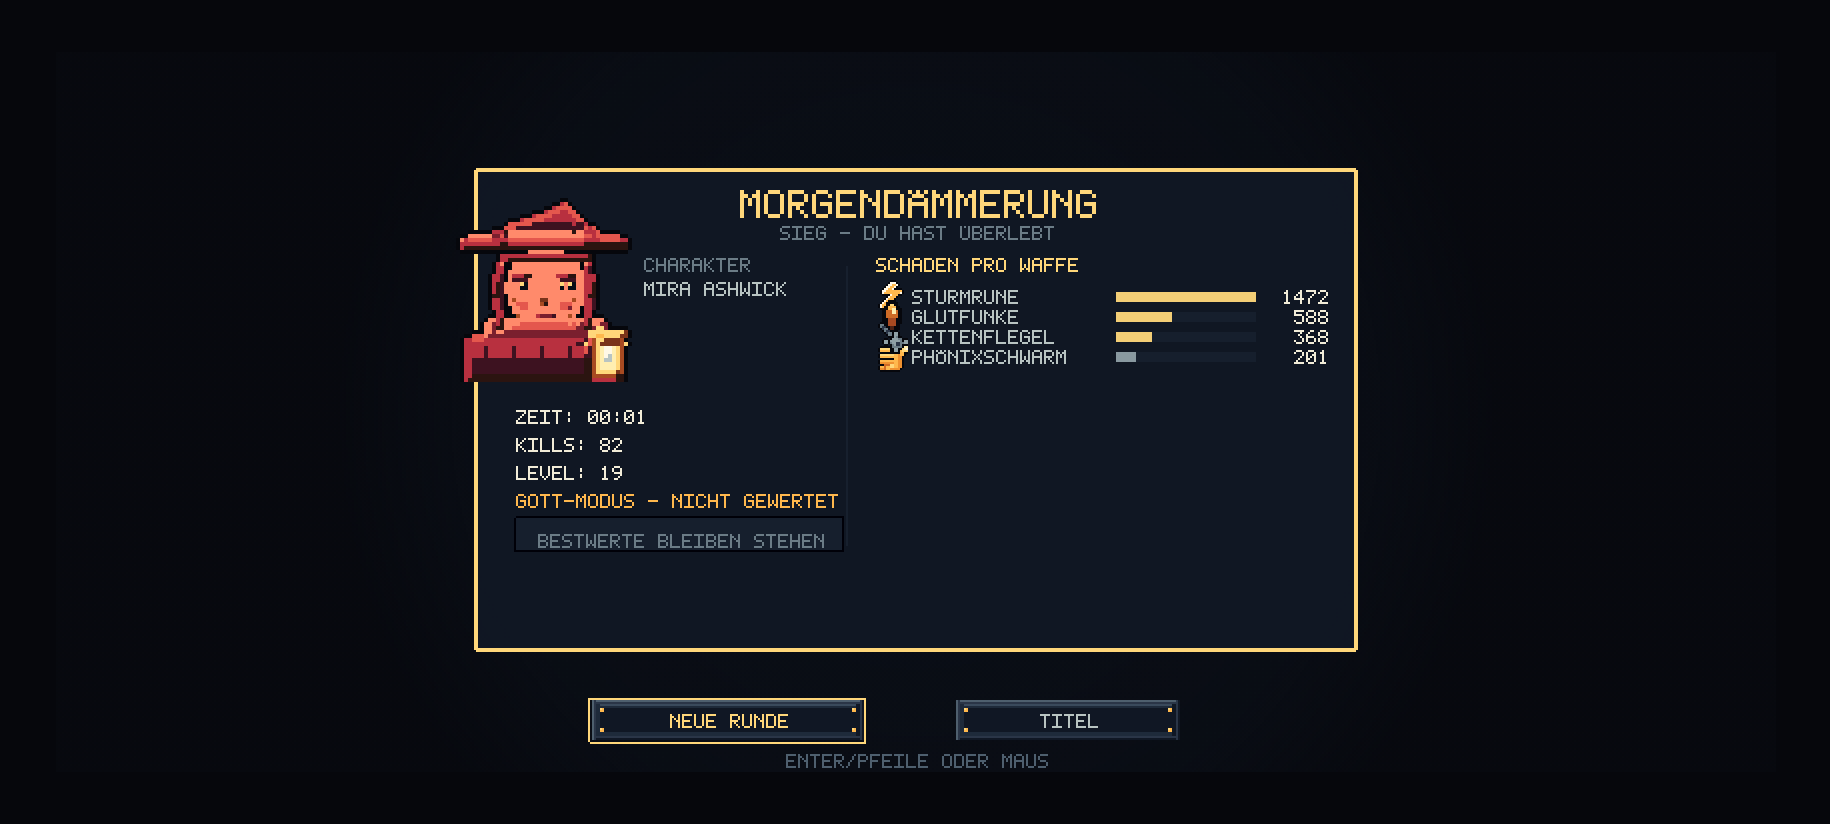 MORGENDÄMMERUNG
SIEG - DU HAST ÜBERLEBT
CHARAKTER
MIRA ASHWICK
ZEIT: 00:01
KILLS: 82
LEVEL: 19
GOTT-MODUS - NICHT GEWERTET
BESTWERTE BLEIBEN STEHEN
SCHADEN PRO WAFFE
STURMRUNE 1472
GLUTFUNKE 588
KETTENFLEGEL 368
PHÖNIXSCHWARM 201
NEUE RUNDE
TITEL
ENTER/PFEILE ODER MAUS